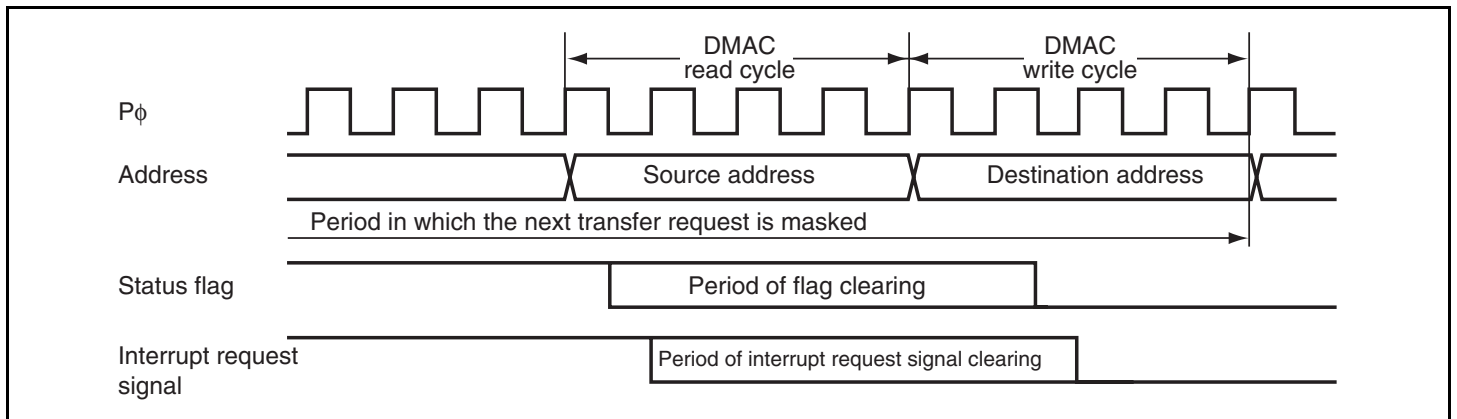 DMAC
read cycle
DMAC
write cycle
Pϕ
Address
Source address
Destination address
Period in which the next transfer request is masked
Status flag
Period of flag clearing
Interrupt request
signal
Period of interrupt request signal clearing